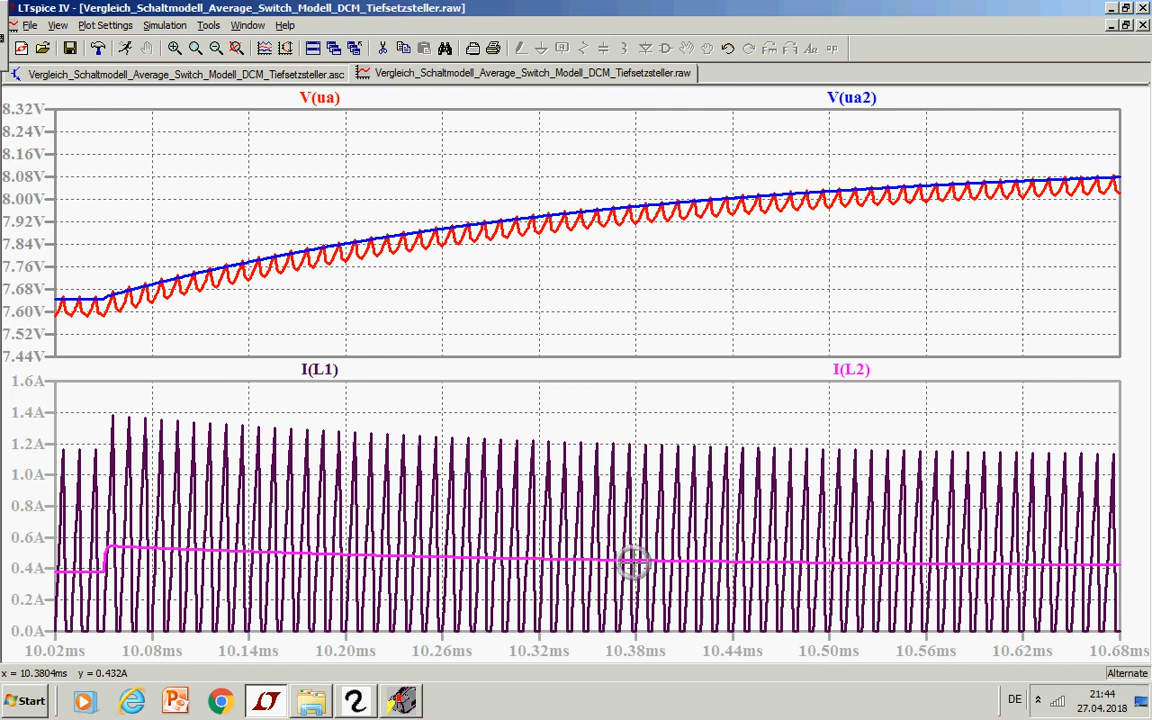 LTspice IV - [Vergleich_Schaltmodell_Average_Switch_Modell_DCM_Tiefsetzsteller.raw]
File View Plot Settings Simulation Tools Window Help
Vergleich_Schaltmodell_Average_Switch_Modell_DCM_Tiefsetzsteller.asc Vergleich_Schaltmodell_Average_Switch_Modell_DCM_Tiefsetzsteller.raw
V(ua) V(ua2)
8.32V
8.24V
8.16V
8.08V
8.00V
7.92V
7.84V
7.76V
7.68V
7.60V
7.52V
7.44V
I(L1) I(L2)
1.6A
1.4A
1.2A
1.0A
0.8A
0.6A
0.4A
0.2A
0.0A
10.02ms 10.08ms 10.14ms 10.20ms 10.26ms 10.32ms 10.38ms 10.44ms 10.50ms 10.56ms 10.62ms 10.68ms
x = 10.3804ms y = 0.432A Alternate
Start DE 21:44
27.04.2018